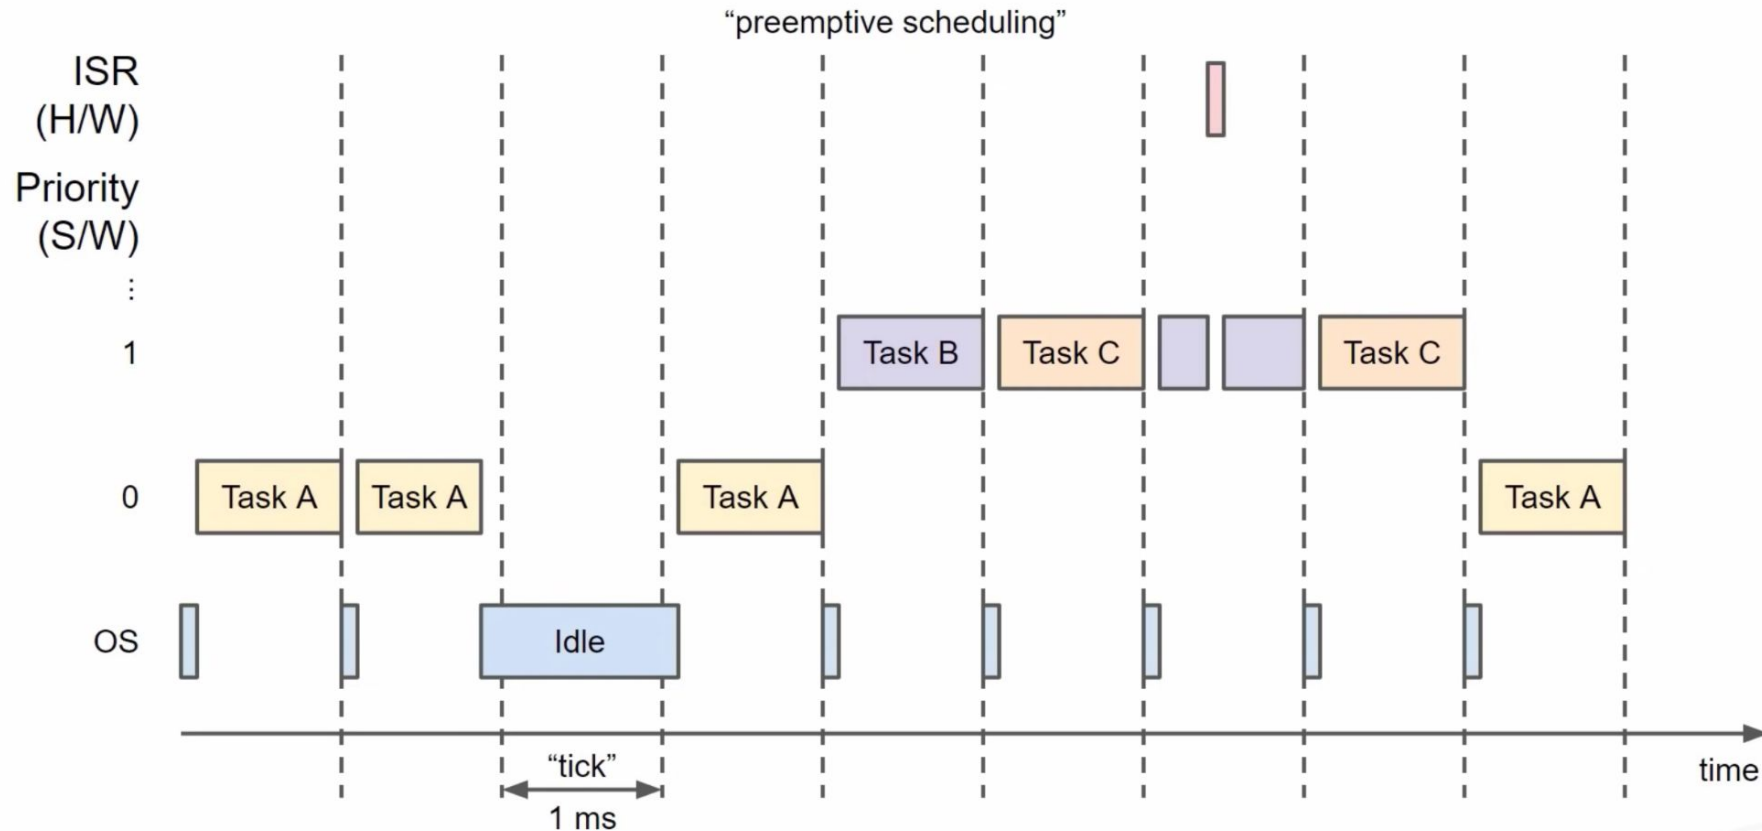 “preemptive scheduling”
ISR
(H/W)
Priority
(S/W)
⋮
1
Task B
Task C
Task C
0
Task A
Task A
Task A
Task A
OS
Idle
time
“tick”
1 ms